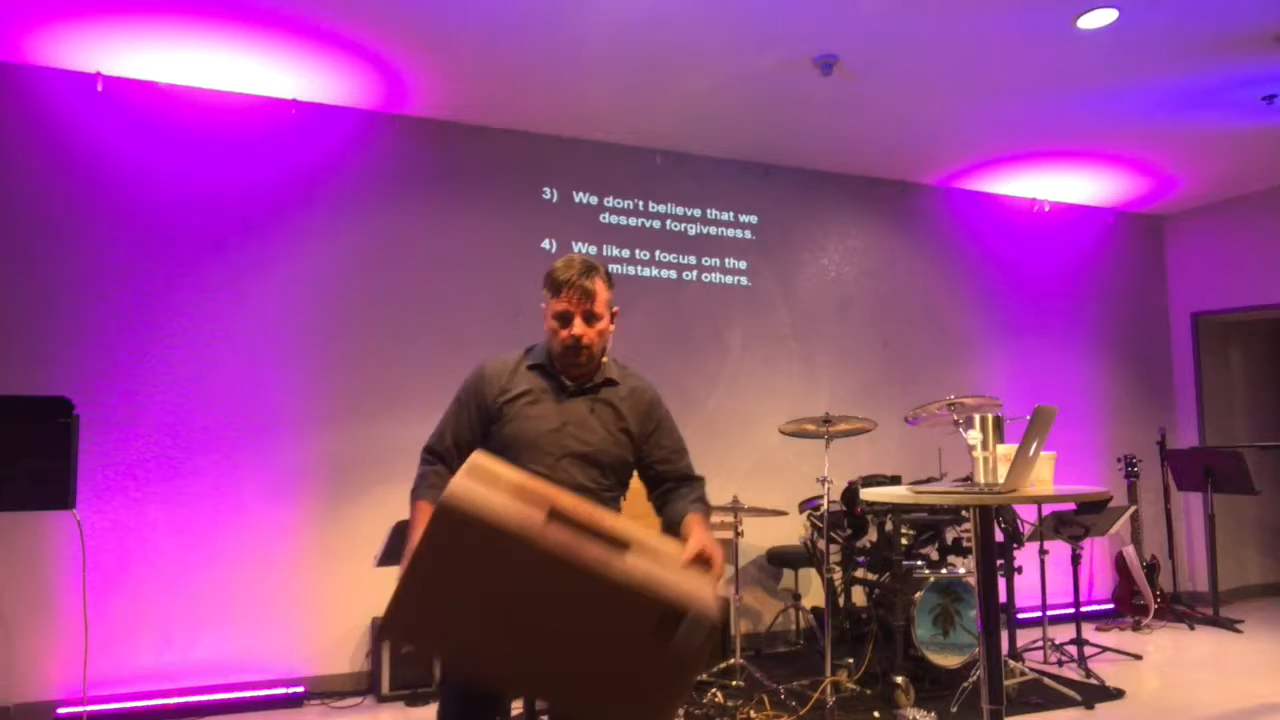 3) We don't believe that we
deserve forgiveness.
4) We like to focus on the
mistakes of others.